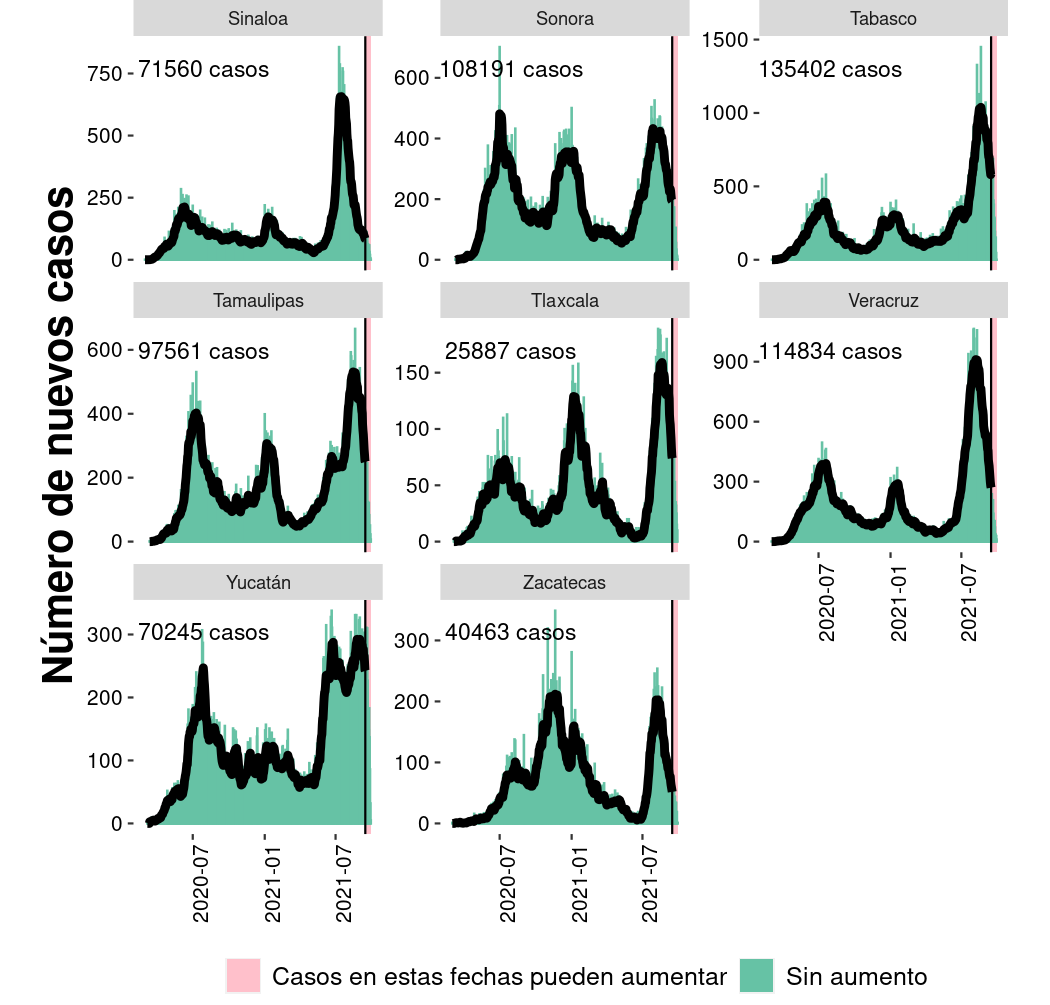 Número de nuevos casos
Sinaloa
71560 casos
750
500
250
0
Sonora
108191 casos
600
400
200
0
Tabasco
135402 casos
1500
1000
500
0
Tamaulipas
97561 casos
600
400
200
0
Tlaxcala
25887 casos
150
100
50
0
Veracruz
114834 casos
900
600
300
0
2020-07
2021-01
2021-07
Yucatán
70245 casos
300
200
100
0
2020-07
2021-01
2021-07
Zacatecas
40463 casos
300
200
100
0
2020-07
2021-01
2021-07
Casos en estas fechas pueden aumentar
Sin aumento